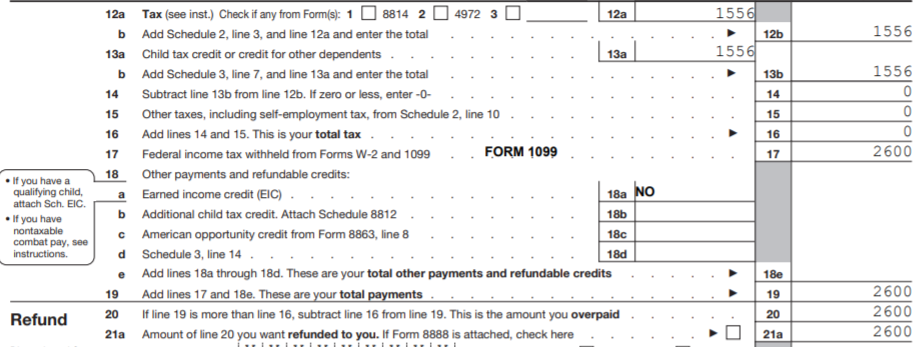 12a Tax (see inst.) Check if any from Form(s): 1 8814 2 4972 3 12a 1556
b Add Schedule 2, line 3, and line 12a and enter the total . . . . . . . . . . . . ▶ 12b 1556
13a Child tax credit or credit for other dependents . . . . . . . . 13a 1556
b Add Schedule 3, line 7, and line 13a and enter the total . . . . . . . . . . . . ▶ 13b 1556
14 Subtract line 13b from line 12b. If zero or less, enter -0- . . . . . . . . . . . . 14 0
15 Other taxes, including self-employment tax, from Schedule 2, line 10 . . . . . . . . . . 15 0
16 Add lines 14 and 15. This is your total tax . . . . . . . . . . . . . . ▶ 16 0
17 Federal income tax withheld from Forms W-2 and 1099 . . FORM 1099 . . . . . . . 17 2600
18 Other payments and refundable credits:
• If you have a
qualifying child,
attach Sch. EIC.
• If you have
nontaxable
combat pay, see
instructions.
a Earned income credit (EIC) . . . . . . . . . . . . 18a NO
b Additional child tax credit. Attach Schedule 8812 . . . . . . . 18b
c American opportunity credit from Form 8863, line 8 . . . . . . 18c
d Schedule 3, line 14 . . . . . . . . . . . . . 18d
e Add lines 18a through 18d. These are your total other payments and refundable credits . . . . . ▶ 18e
19 Add lines 17 and 18e. These are your total payments . . . . . . . . . . . . ▶ 19 2600
Refund
20 If line 19 is more than line 16, subtract line 16 from line 19. This is the amount you overpaid . . . . . 20 2600
21a Amount of line 20 you want refunded to you. If Form 8888 is attached, check here . . . . . . ▶ 21a 2600